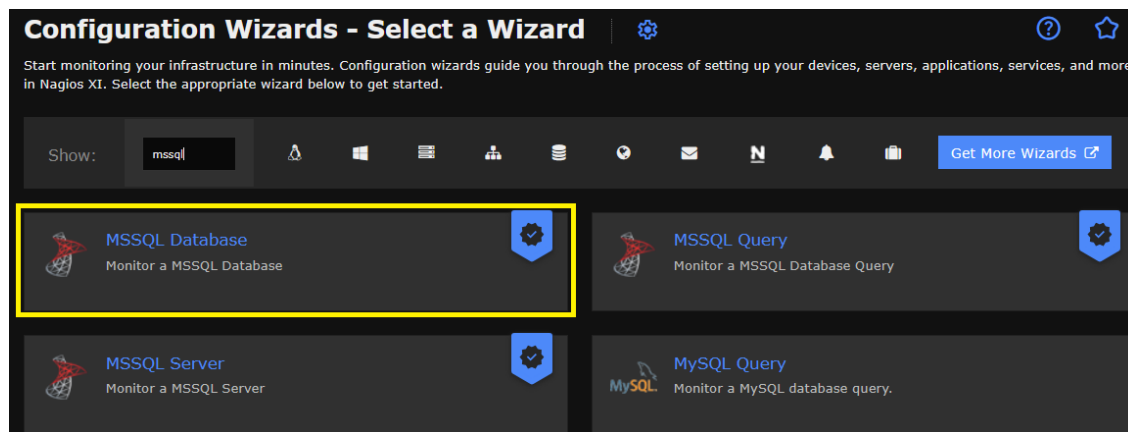 Configuration Wizards - Select a Wizard
Start monitoring your infrastructure in minutes. Configuration wizards guide you through the process of setting up your devices, servers, applications, services, and more
in Nagios XI. Select the appropriate wizard below to get started.
Show:
mssql
N
Get More Wizards
MSSQL Database
Monitor a MSSQL Database
MSSQL Query
Monitor a MSSQL Database Query
MSSQL Server
Monitor a MSSQL Server
MySQL Query
MySQL.
Monitor a MySQL database query.